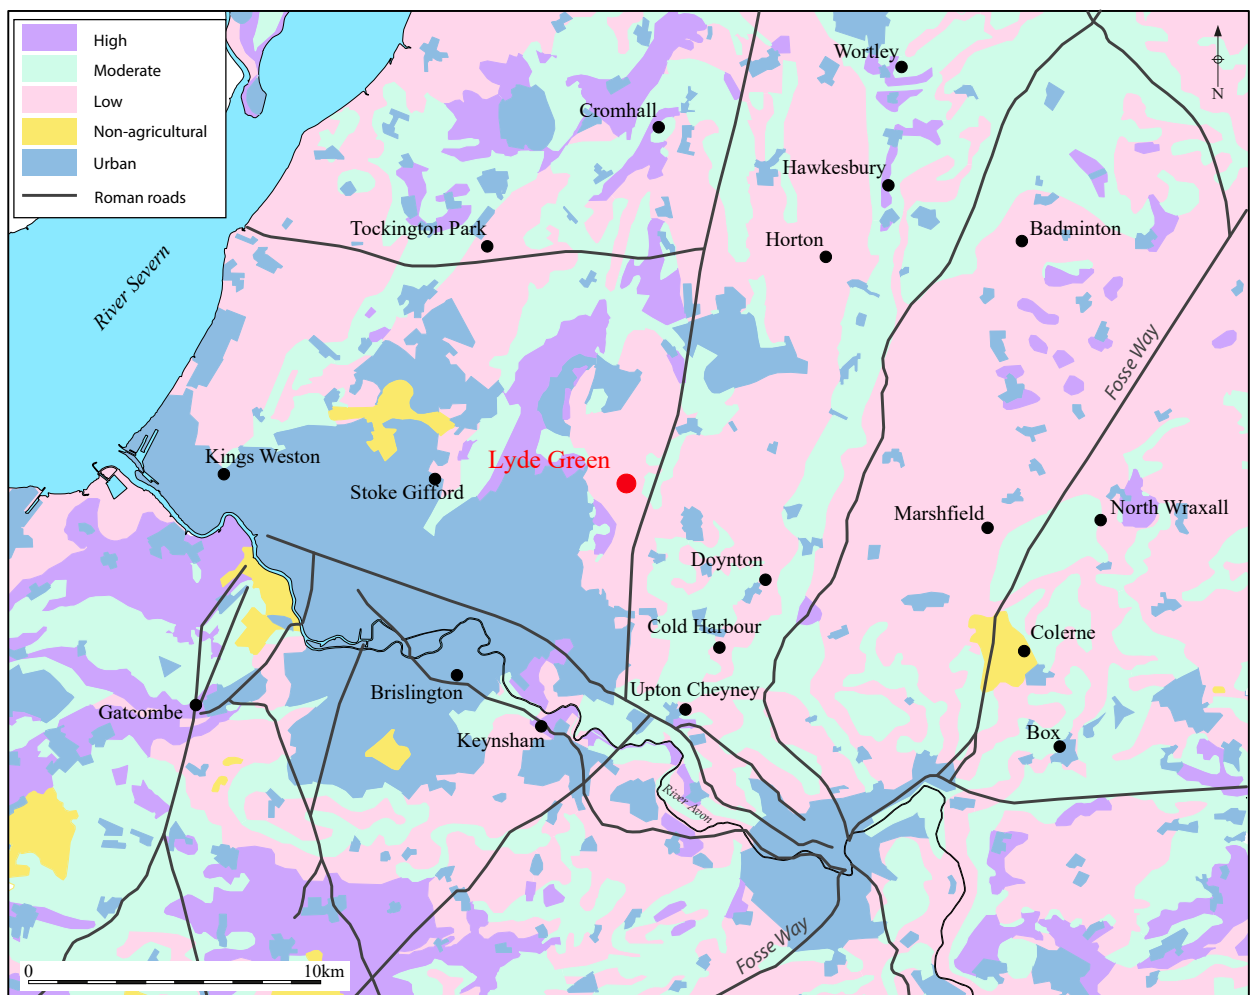 High
Moderate
Low
Non-agricultural
Urban
Roman roads
N
Wortley
Cromhall
Hawkesbury
Tockington Park
Horton
Badminton
River Severn
Fosse Way
Kings Weston
Lyde Green
Stoke Gifford
Marshfield
North Wraxall
Doynton
Cold Harbour
Colerne
Brislington
Upton Cheyney
Gatcombe
Keynsham
Box
River Avon
Fosse Way
0 10km